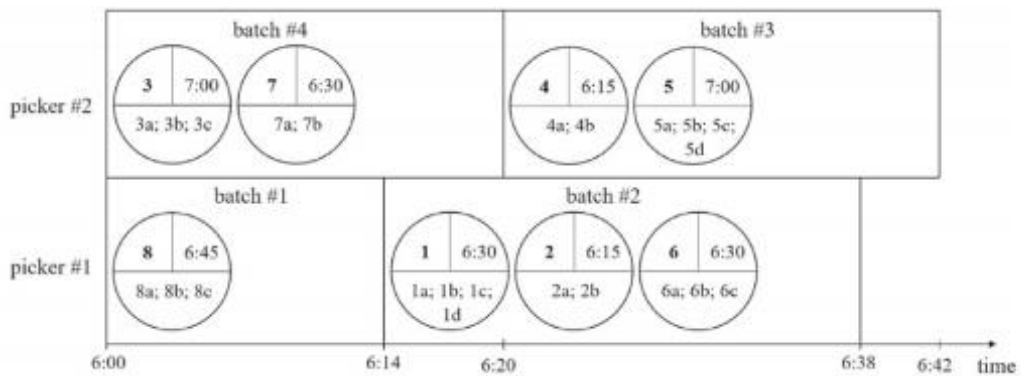 batch #4
batch #3
3 7:00
7 6:30
4 6:15
5 7:00
picker #2
3a; 3b; 3c
7a; 7b
4a; 4b
5a; 5b; 5c;
5d
batch #1
batch #2
8 6:45
1 6:30
2 6:15
6 6:30
picker #1
8a; 8b; 8c
1a; 1b; 1c;
1d
2a; 2b
6a; 6b; 6c
6:00
6:14
6:20
6:38
6:42
time